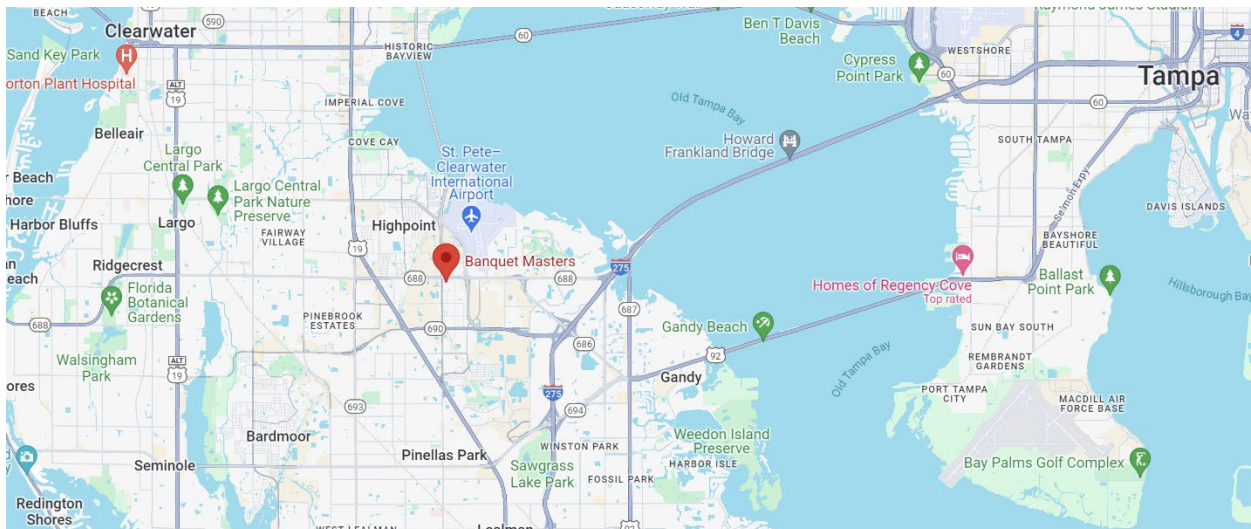 BEACH
590
Clearwater
Sand Key Park
orton Plant Hospital
HISTORIC
BAYVIEW
60
Ben T Davis
Beach
WESTSHORE
4
Cypress
Point Park
60
Tampa
ALT
19
IMPERIAL COVE
Old Tampa Bay
60
Belleair
COVE CAY
Howard
Frankland Bridge
SOUTH TAMPA
Largo
Central Park
St. Pete–
Clearwater
International
Airport
r Beach
Largo Central
Park Nature
Preserve
Selmon Expy
DAVIS ISLANDS
Harbor Bluffs
Largo
FAIRWAY
VILLAGE
Highpoint
19
BAYSHORE
BEAUTIFUL
Ridgecrest
Banquet Masters
275
688
688
Homes of Regency Cove
Top rated
Ballast
Point Park
Hillsborough Bay
Florida
Botanical
Gardens
688
PINEBROOK
ESTATES
690
687
686
Gandy Beach
SUN BAY SOUTH
Walsingham
Park
ALT
19
92
Gandy
Old Tampa Bay
REMBRANDT
GARDENS
275
PORT TAMPA
CITY
MACDILL AIR
FORCE BASE
693
694
Bardmoor
WINSTON PARK
Weedon Island
Preserve
Pinellas Park
Seminole
Sawgrass
Lake Park
HARBOR ISLE
Bay Palms Golf Complex
FOSSIL PARK
Redington
Shores